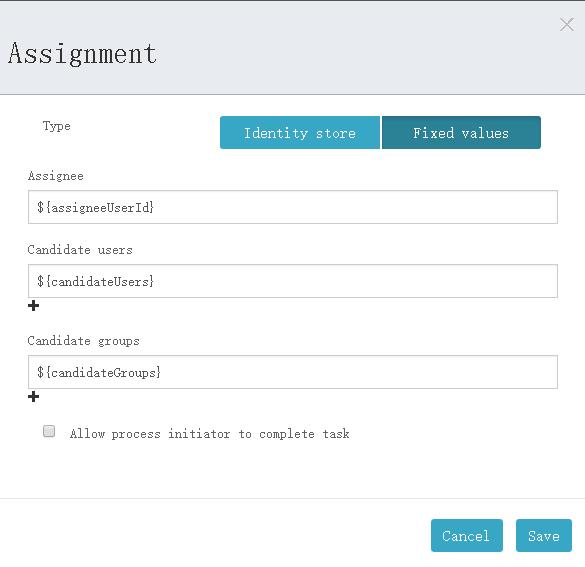 Assignment
Type
Identity store
Fixed values
Assignee
${assigneeUserId}
Candidate users
${candidateUsers}
Candidate groups
${candidateGroups}
Allow process initiator to complete task
Cancel
Save